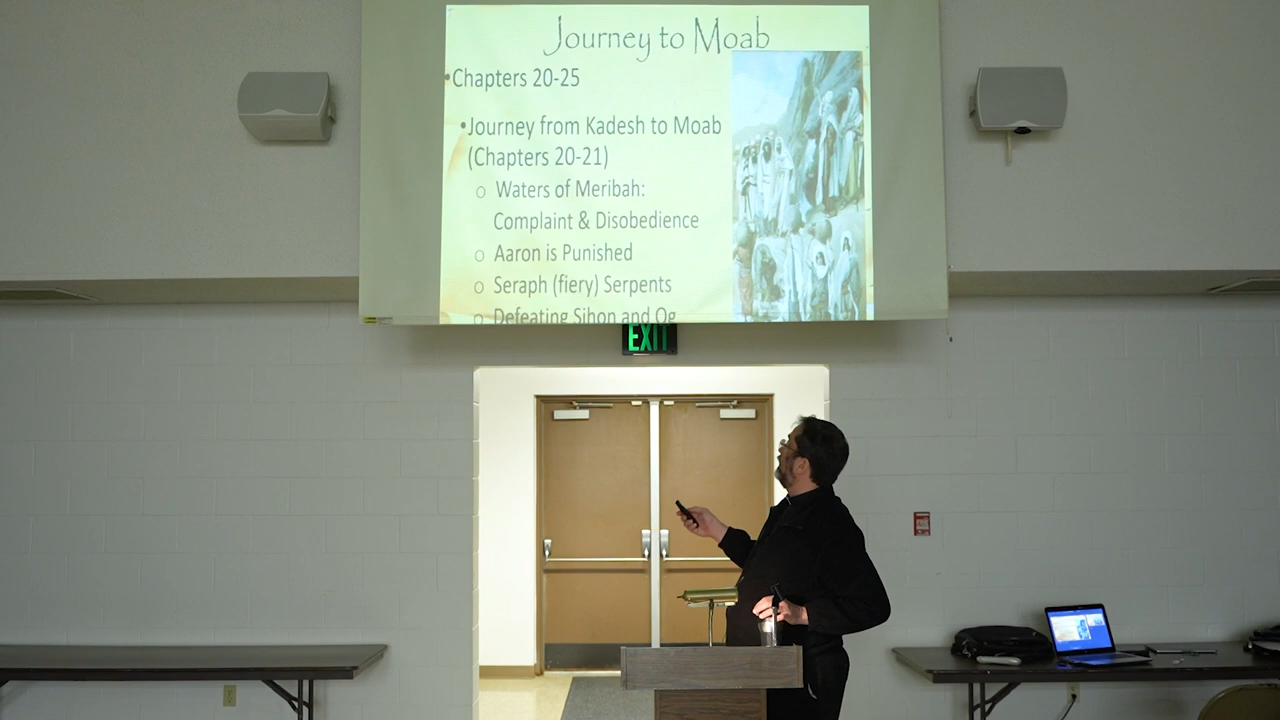 Journey to Moab
•Chapters 20-25
•Journey from Kadesh to Moab
(Chapters 20-21)
o Waters of Meribah:
Complaint & Disobedience
o Aaron is Punished
o Seraph (fiery) Serpents
o Defeating Sihon and Og
EXIT